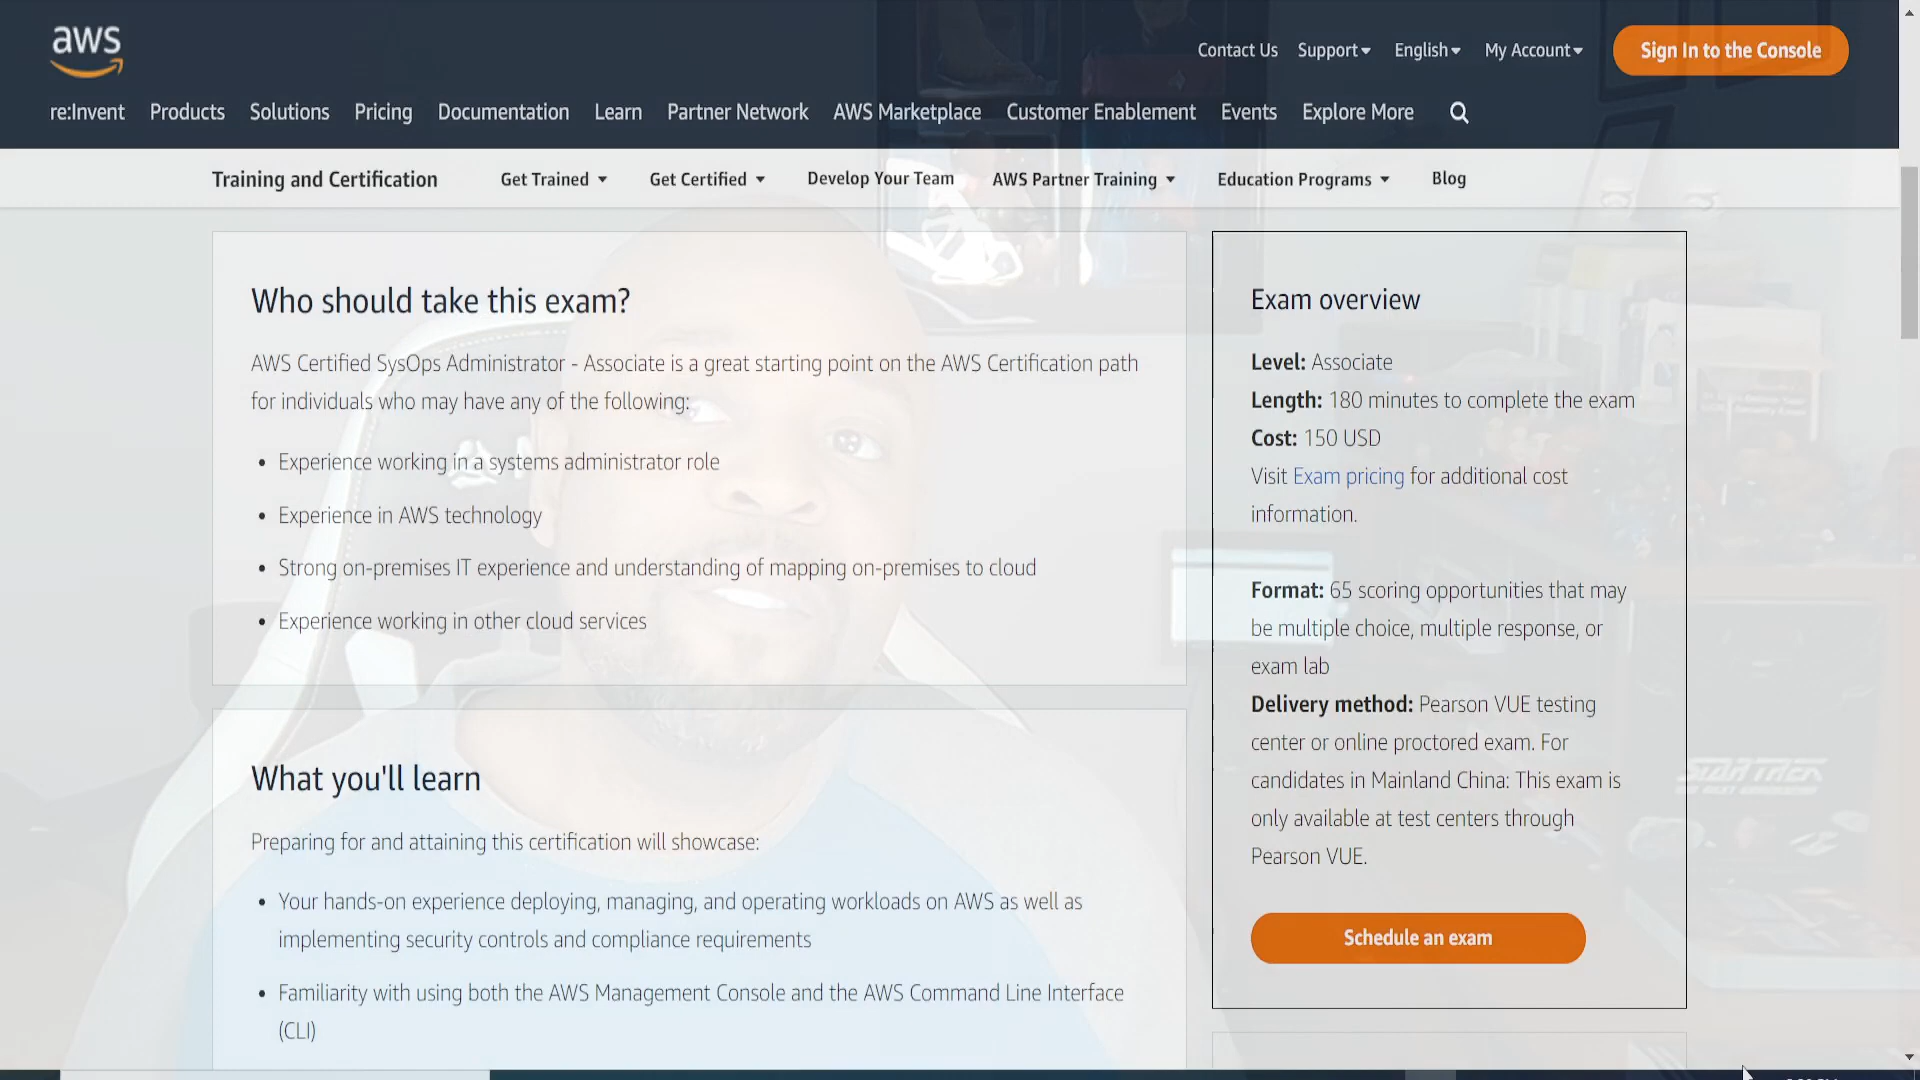 aws
Contact Us Support English My Account Sign In to the Console
re:Invent Products Solutions Pricing Documentation Learn Partner Network AWS Marketplace Customer Enablement Events Explore More
Training and Certification Get Trained Get Certified Develop Your Team AWS Partner Training Education Programs Blog
Who should take this exam?
AWS Certified SysOps Administrator - Associate is a great starting point on the AWS Certification path
for individuals who may have any of the following:
• Experience working in a systems administrator role
• Experience in AWS technology
• Strong on-premises IT experience and understanding of mapping on-premises to cloud
• Experience working in other cloud services
What you'll learn
Preparing for and attaining this certification will showcase:
• Your hands-on experience deploying, managing, and operating workloads on AWS as well as
implementing security controls and compliance requirements
• Familiarity with using both the AWS Management Console and the AWS Command Line Interface
(CLI)
Exam overview
Level: Associate
Length: 180 minutes to complete the exam
Cost: 150 USD
Visit Exam pricing for additional cost
information.
Format: 65 scoring opportunities that may
be multiple choice, multiple response, or
exam lab
Delivery method: Pearson VUE testing
center or online proctored exam. For
candidates in Mainland China: This exam is
only available at test centers through
Pearson VUE.
Schedule an exam
STAR TREK
THE NEXT GENERATION